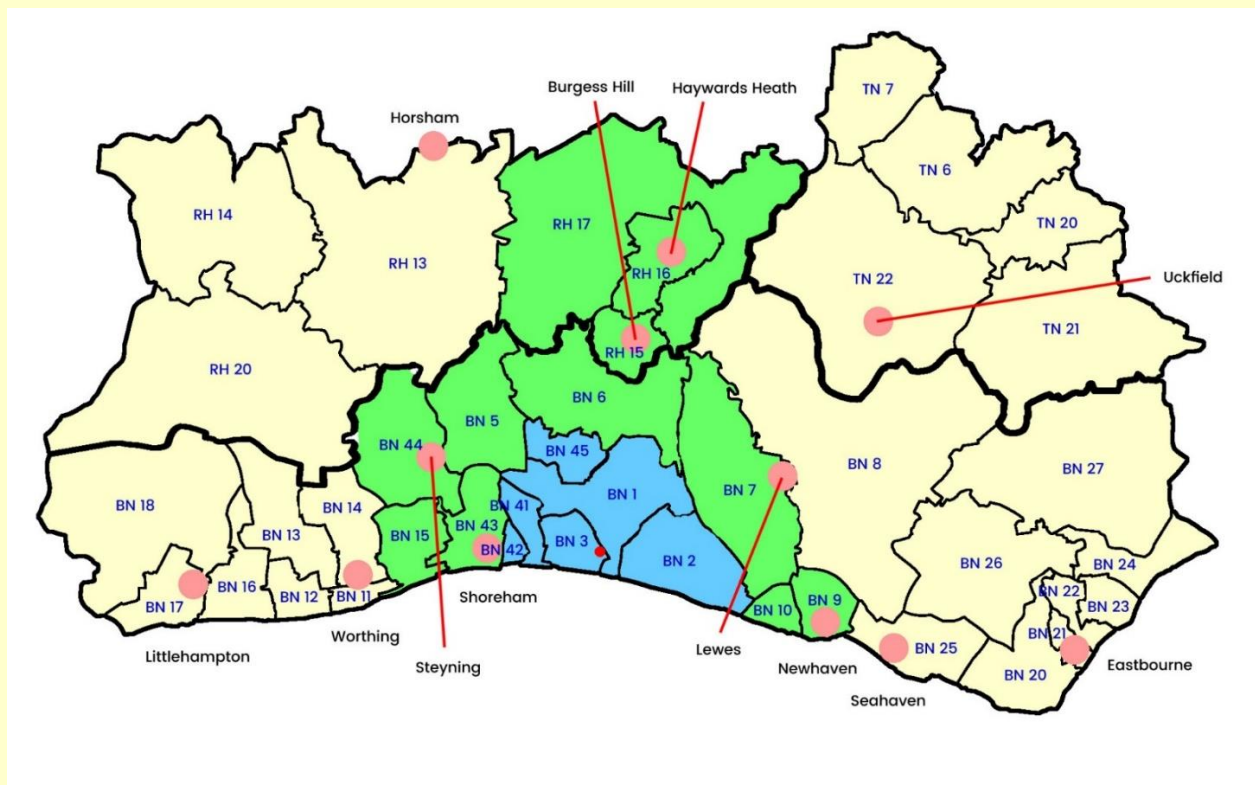 Burgess Hill
Haywards Heath
TN 7
Horsham
TN 6
RH 14
RH 17
TN 20
RH 13
RH 16
TN 22
Uckfield
TN 21
RH 15
RH 20
BN 6
BN 5
BN 44
BN 45
BN 8
BN 27
BN 7
BN 1
BN 18
BN 14
BN 41
BN 13
BN 15
BN 43
BN 3
BN 42
BN 2
BN 26
BN 24
BN 16
BN 22
BN 17
BN 12
BN 11
Shoreham
BN 10
BN 9
BN 23
BN 21
Worthing
Littlehampton
Steyning
Lewes
Newhaven
BN 25
Seahaven
BN 20
Eastbourne